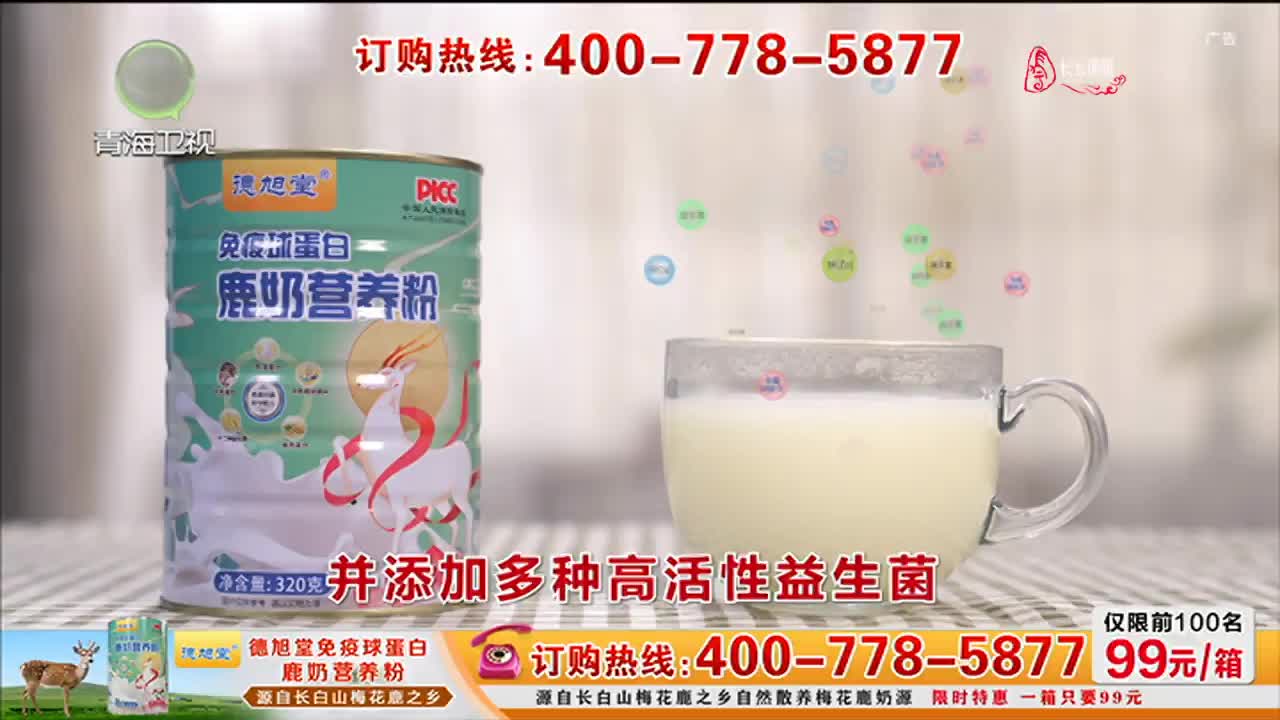 订购热线:400-778-5877
广告
青海卫视
德旭堂®
PICC
免疫球蛋白
鹿奶营养粉
净含量: 320克
并添加多种高活性益生菌
德旭堂®
德旭堂免疫球蛋白
鹿奶营养粉
源自长白山梅花鹿之乡
订购热线:400-778-5877
仅限前100名
99元/箱
源自长白山梅花鹿之乡自然散养梅花鹿奶源 限时特惠 一箱只要99元